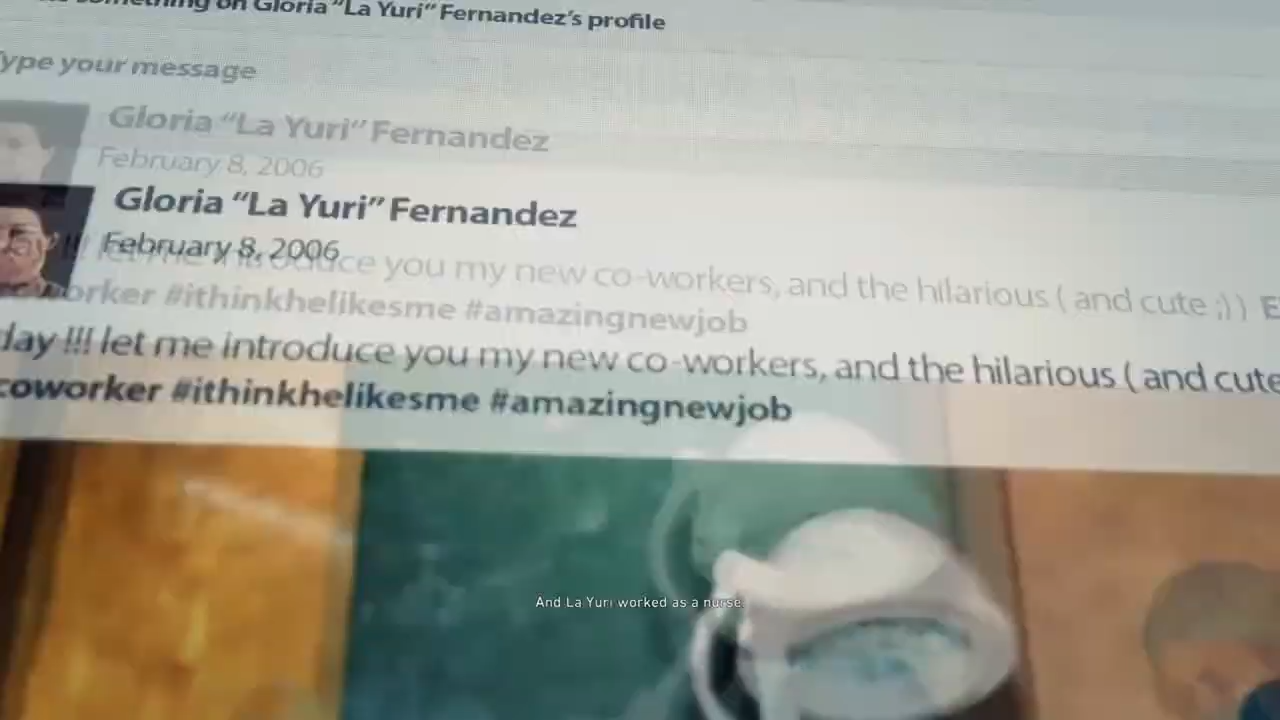 something on Gloria "La Yuri" Fernandez's profile
ype your message
Gloria "La Yuri" Fernandez
February 8, 2006
Gloria "La Yuri" Fernandez
February 8, 2006
introduce you my new co-workers, and the hilarious ( and cute ;) )
orker #ithinkhelikesme #amazingnewjob
day !!! let me introduce you my new co-workers, and the hilarious ( and cute
coworker #ithinkhelikesme #amazingnewjob
And La Yuri worked as a nurse.